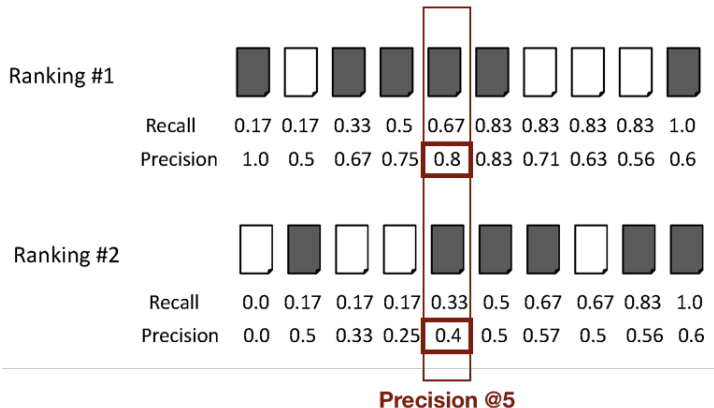 Ranking #1
Recall 0.17 0.17 0.33 0.5 0.67 0.83 0.83 0.83 0.83 1.0
Precision 1.0 0.5 0.67 0.75 0.8 0.83 0.71 0.63 0.56 0.6
Ranking #2
Recall 0.0 0.17 0.17 0.17 0.33 0.5 0.67 0.67 0.83 1.0
Precision 0.0 0.5 0.33 0.25 0.4 0.5 0.57 0.5 0.56 0.6
Precision @5